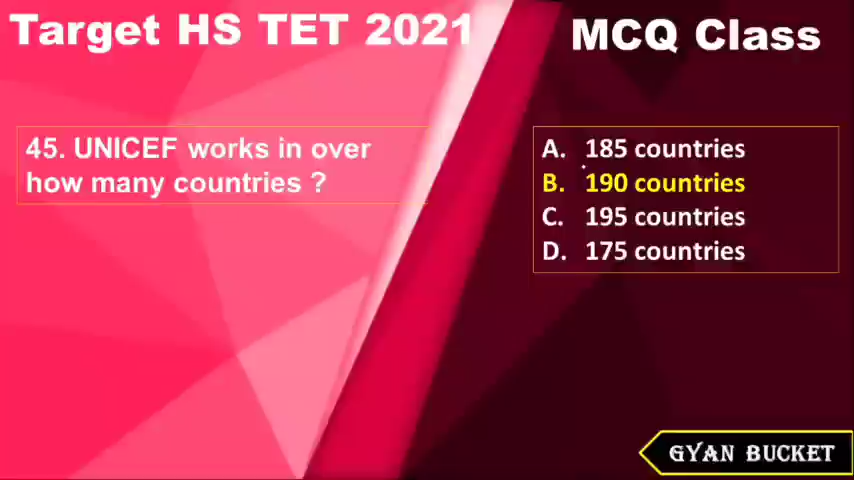 Target HS TET 2021
MCQ Class
45. UNICEF works in over
how many countries ?
A. 185 countries
B. 190 countries
C. 195 countries
D. 175 countries
GYAN BUCKET